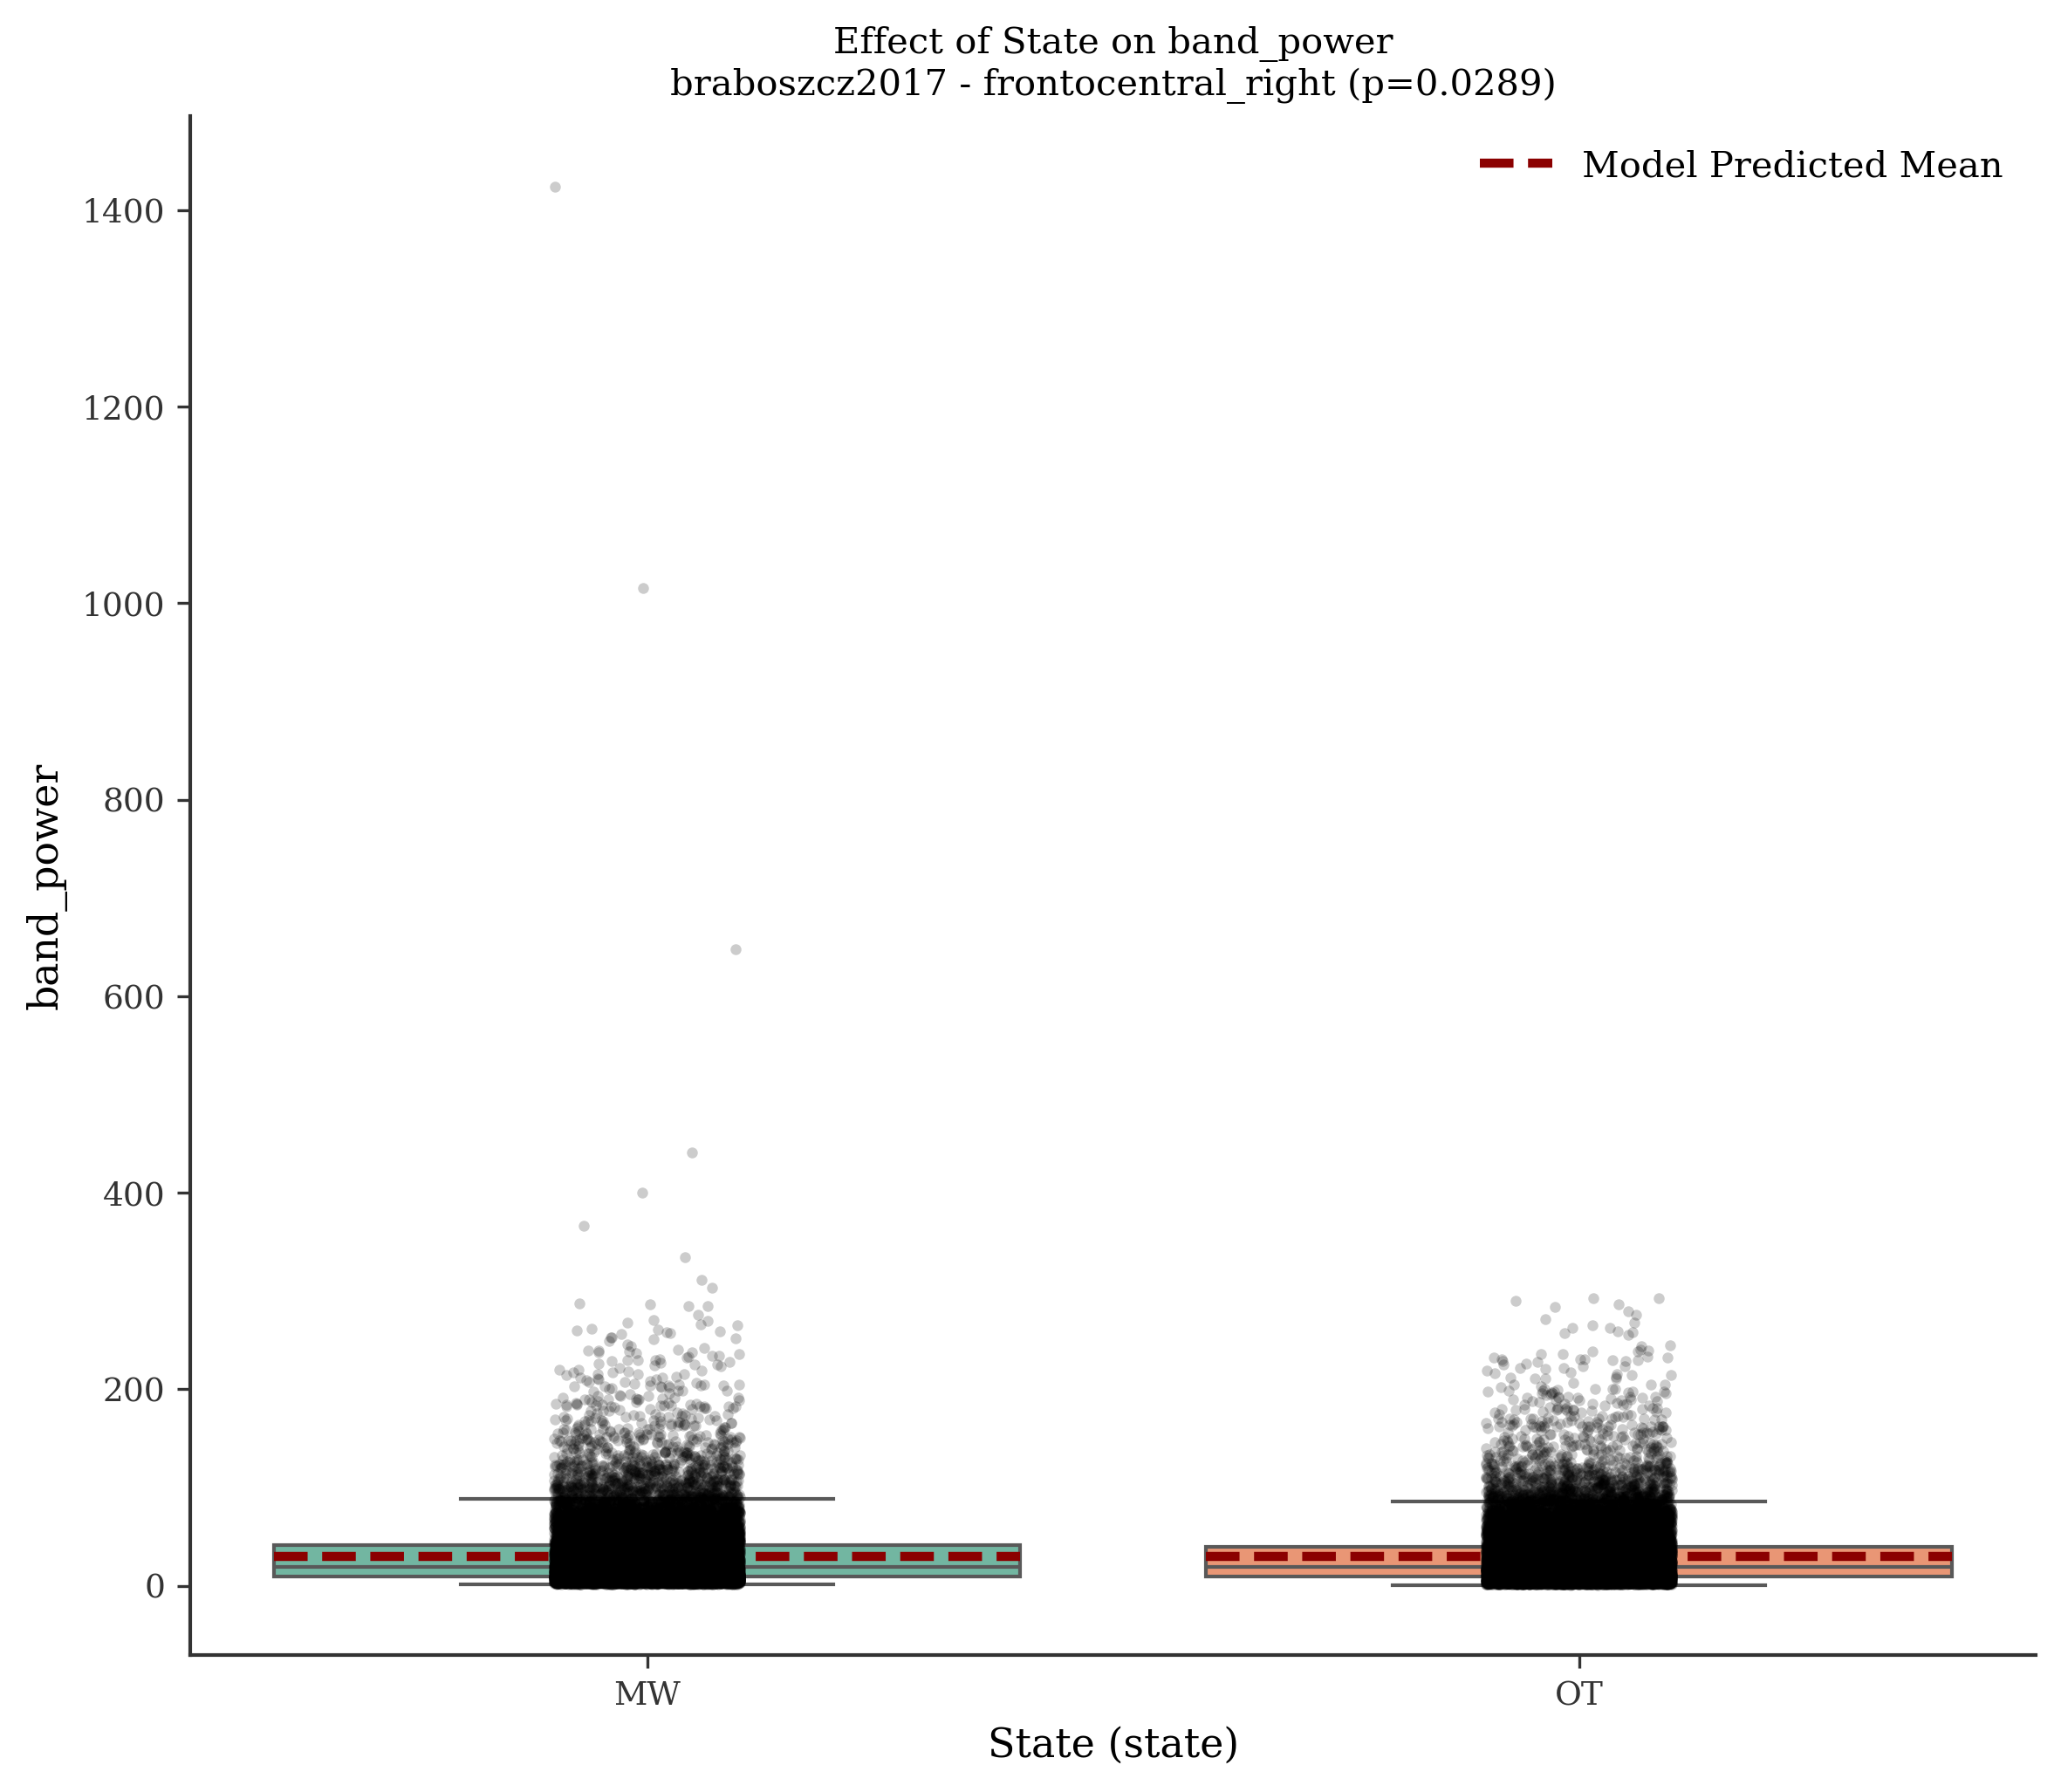 Effect of State on band_power
braboszcz2017 - frontocentral_right (p=0.0289)
Model Predicted Mean
band_power
1400
1200
1000
800
600
400
200
0
MW
OT
State (state)